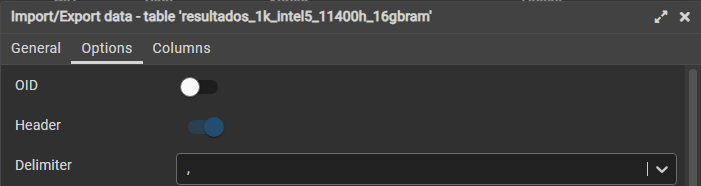 Import/Export data - table 'resultados_1k_intel5_11400h_16gbram'
General Options Columns
OID
Header
Delimiter ,